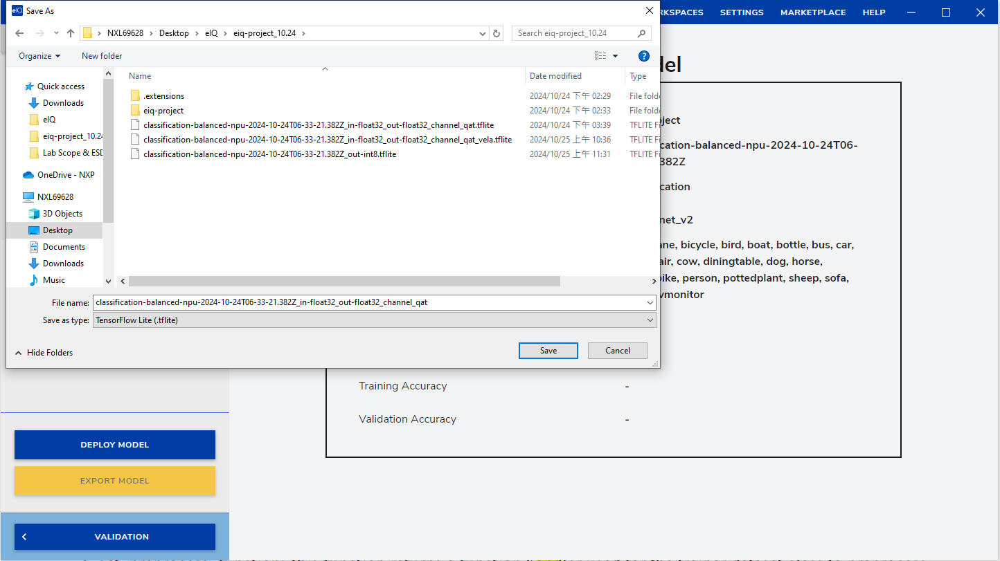 eIQ Save As
RKSPACES SETTINGS MARKETPLACE HELP
NXL69628 > Desktop > eIQ > eiq-project_10.24 >
Search eiq-project_10.24
Organize New folder
?
Name Date modified Type
Quick access
Downloads
eIQ
eiq-project_10.24
Lab Scope & ESD
OneDrive - NXP
NXL69628
3D Objects
Desktop
Documents
Downloads
Music
.extensions 2024/10/24 下午 02:29 File folde
eiq-project 2024/10/24 下午 02:33 File folde
classification-balanced-npu-2024-10-24T06-33-21.382Z_in-float32_out-float32_channel_qat.tflite 2024/10/24 下午 03:39 TFLITE Fi
classification-balanced-npu-2024-10-24T06-33-21.382Z_in-float32_out-float32_channel_qat_vela.tflite 2024/10/25 上午 10:36 TFLITE Fi
classification-balanced-npu-2024-10-24T06-33-21.382Z_out-int8.tflite 2024/10/25 上午 11:31 TFLITE Fi
File name: classification-balanced-npu-2024-10-24T06-33-21.382Z_in-float32_out-float32_channel_qat
Save as type: TensorFlow Lite (.tflite)
Hide Folders
Save Cancel
del
ject
ication-balanced-npu-2024-10-24T06-
382Z
cation
net_v2
ane, bicycle, bird, boat, bottle, bus, car,
air, cow, diningtable, dog, horse,
ike, person, pottedplant, sheep, sofa,
vmonitor
Training Accuracy -
Validation Accuracy -
DEPLOY MODEL
EXPORT MODEL
VALIDATION